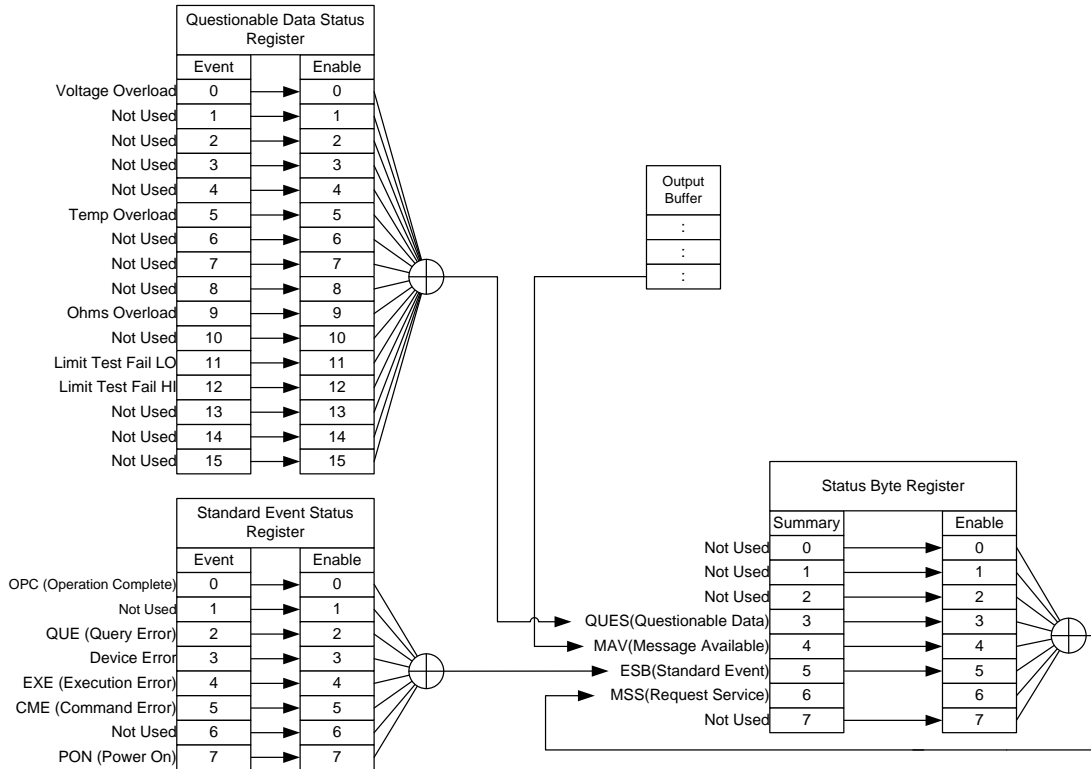 Questionable Data Status
Register
Event Enable
Voltage Overload 0 0
Not Used 1 1
Not Used 2 2
Not Used 3 3
Not Used 4 4
Temp Overload 5 5
Not Used 6 6
Not Used 7 7
Not Used 8 8
Ohms Overload 9 9
Not Used 10 10
Limit Test Fail LO 11 11
Limit Test Fail HI 12 12
Not Used 13 13
Not Used 14 14
Not Used 15 15
Output
Buffer
:
:
:
Standard Event Status
Register
Event Enable
OPC (Operation Complete) 0 0
Not Used 1 1
QUE (Query Error) 2 2
Device Error 3 3
EXE (Execution Error) 4 4
CME (Command Error) 5 5
Not Used 6 6
PON (Power On) 7 7
Status Byte Register
Summary Enable
Not Used 0 0
Not Used 1 1
Not Used 2 2
QUES(Questionable Data) 3 3
MAV(Message Available) 4 4
ESB(Standard Event) 5 5
MSS(Request Service) 6 6
Not Used 7 7